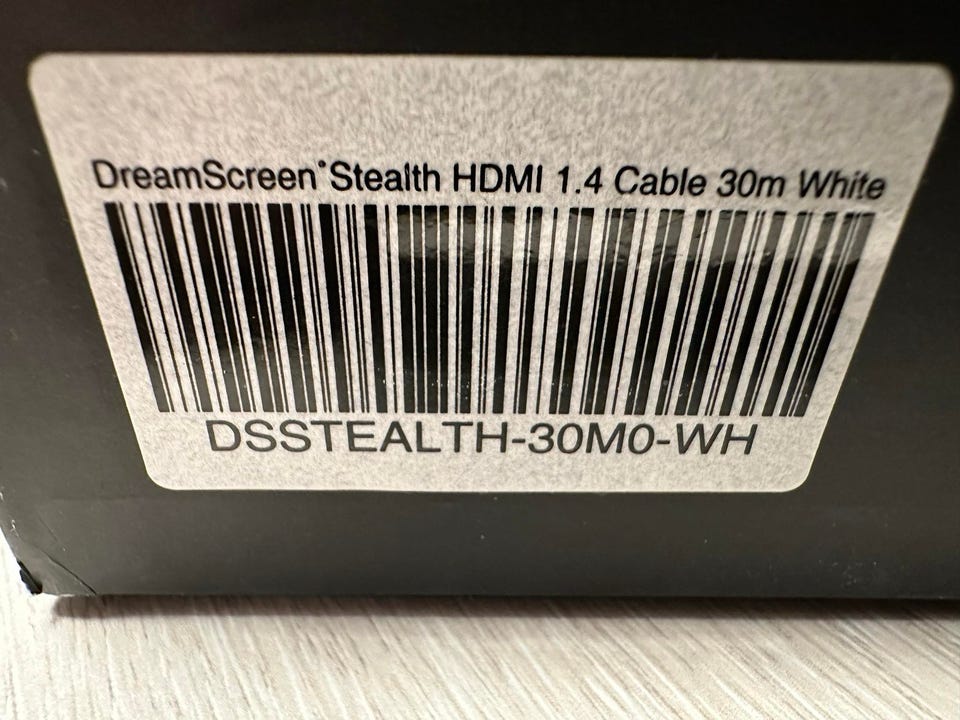 DreamScreen®Stealth HDMI 1.4 Cable 30m White
DSSTEALTH-30M0-WH